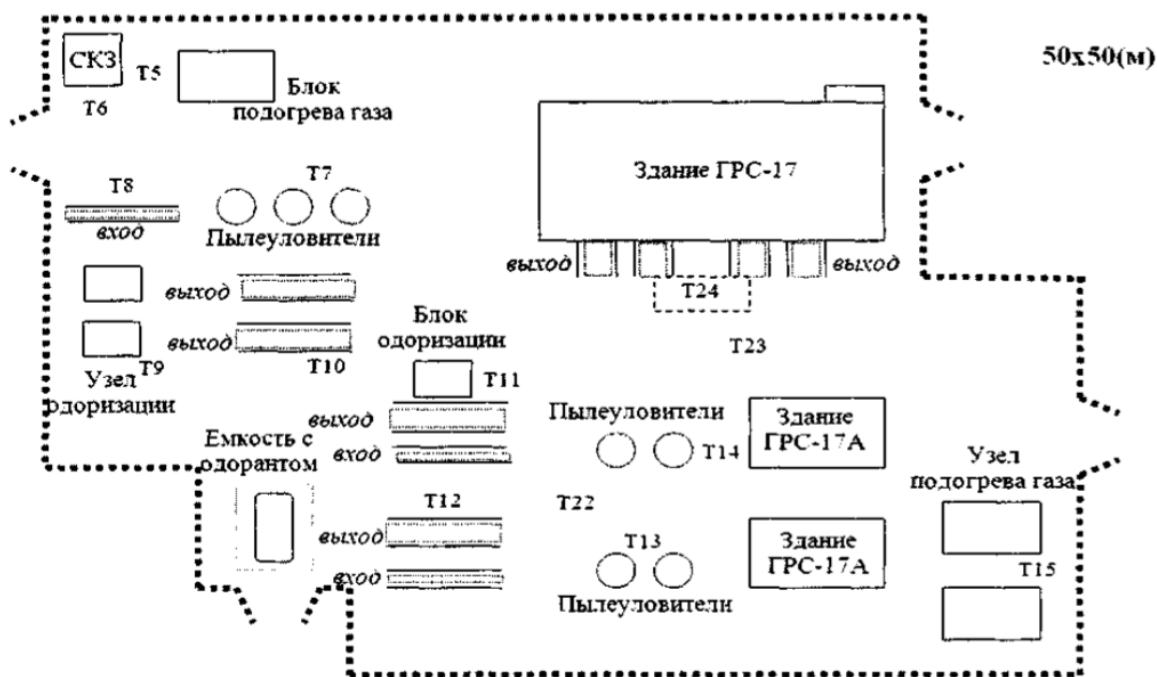 СКЗ
Т5
50х50(м)
Т6
Блок
подогрева газа
Здание ГРС-17
Т8
Т7
вход
Пылеуловители
выход
выход
выход
Т24
Блок
одоризации
выход
Т9
Т10
Т23
Узел
одоризации
Т11
выход
Пылеуловители
Здание
ГРС-17А
Емкость с
одорантом
вход
Т14
Узел
подогрева газа
Т12
Т22
выход
Т13
Здание
ГРС-17А
Т15
вход
Пылеуловители